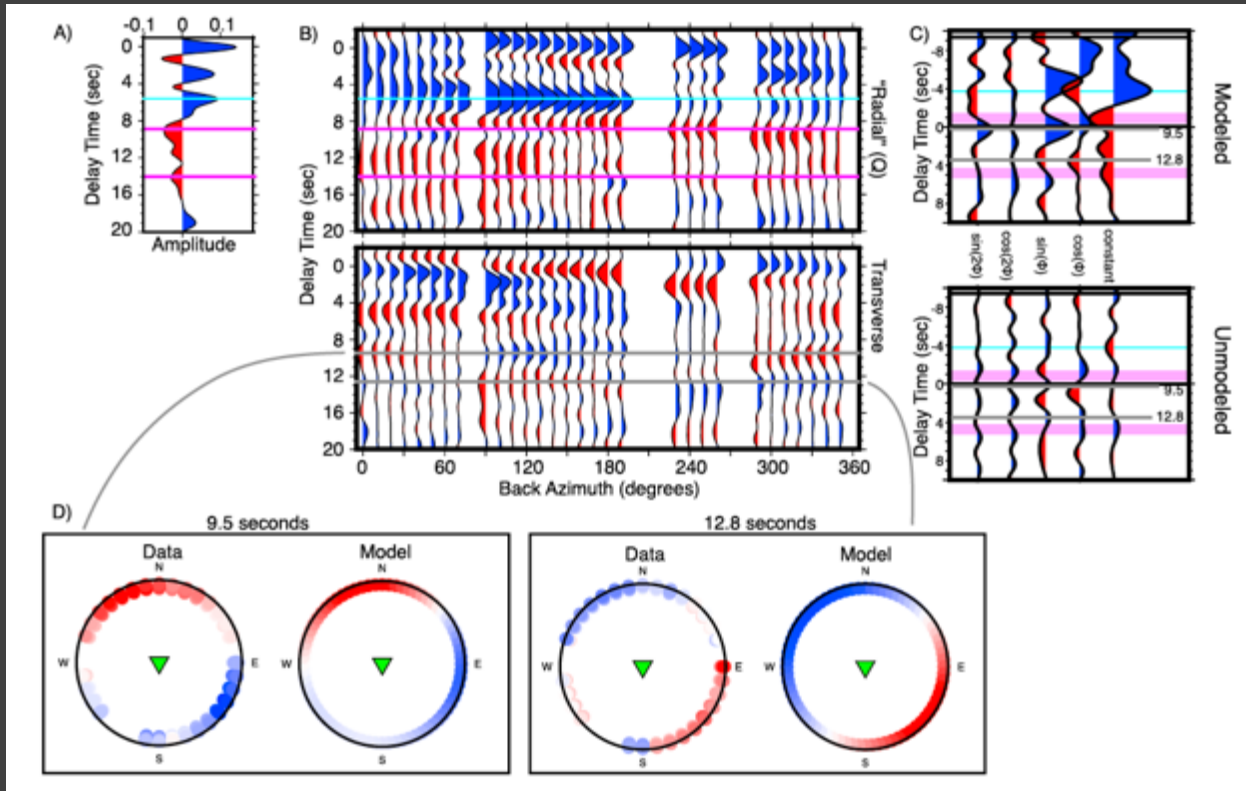 A)
-0.1 0 0.1
Delay Time (sec)
0
4
8
12
16
20
Amplitude
B)
Delay Time (sec)
0
4
8
12
16
20
"Radial" (Q)
0
4
8
12
16
20
Transverse
0 60 120 180 240 300 360
Back Azimuth (degrees)
C)
Delay Time (sec)
-8
-4
0
4
8
9.5
12.8
Modeled
sin(2Φ)
cos(2Φ)
sin(Φ)
cos(Φ)
constant
Delay Time (sec)
-8
-4
0
4
8
9.5
12.8
Unmodeled
D)
9.5 seconds
Data Model
N N
W E W E
S S
12.8 seconds
Data Model
N N
W E W E
S S